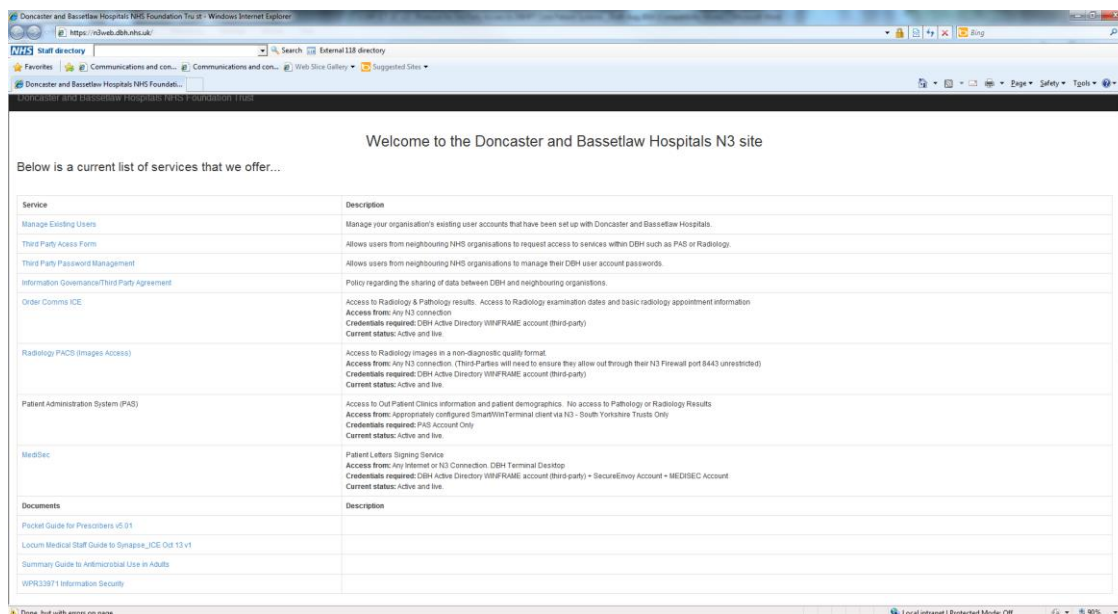 Doncaster and Bassetlaw Hospitals NHS Foundation Tru st - Windows Internet Explorer
https://n3web.dbh.nhs.uk/
Bing
NHS Staff directory Search External 118 directory
Favorites Communications and con... Communications and con... Web Slice Gallery Suggested Sites
Doncaster and Bassetlaw Hospitals NHS Foundati... Page Safety Tools
Doncaster and Bassetlaw Hospitals NHS Foundation Trust
Welcome to the Doncaster and Bassetlaw Hospitals N3 site
Below is a current list of services that we offer...
Service Description
Manage Existing Users Manage your organisation's existing user accounts that have been set up with Doncaster and Bassetlaw Hospitals.
Third Party Acess Form Allows users from neighbouring NHS organisations to request access to services within DBH such as PAS or Radiology.
Third Party Password Management Allows users from neighbouring NHS organisations to manage their DBH user account passwords.
Information Governance/Third Party Agreement Policy regarding the sharing of data between DBH and neighbouring organistions.
Order Comms ICE Access to Radiology & Pathology results. Access to Radiology examination dates and basic radiology appointment information
Access from: Any N3 connection
Credentials required: DBH Active Directory WINFRAME account (third-party)
Current status: Active and live.
Radiology PACS (Images Access) Access to Radiology images in a non-diagnostic quality format.
Access from: Any N3 connection. (Third-Parties will need to ensure they allow out through their N3 Firewall port 8443 unrestricted)
Credentials required: DBH Active Directory WINFRAME account (third-party)
Current status: Active and live.
Patient Administration System (PAS) Access to Out Patient Clinics information and patient demographics. No access to Pathology or Radiology Results
Access from: Appropriately configured Smart/WinTerminal client via N3 - South Yorkshire Trusts Only
Credentials required: PAS Account Only
Current status: Active and live.
MediSec Patient Letters Signing Service
Access from: Any Internet or N3 Connection. DBH Terminal Desktop
Credentials required: DBH Active Directory WINFRAME account (third-party) + SecureEnvoy Account + MEDISEC Account
Current status: Active and live.
Documents Description
Pocket Guide for Prescribers v5.01
Locum Medical Staff Guide to Synapse_ICE Oct 13 v1
Summary Guide to Antimicrobial Use in Adults
WPR33971 Information Security
Done, but with errors on page. Local intranet | Protected Mode: Off 90%